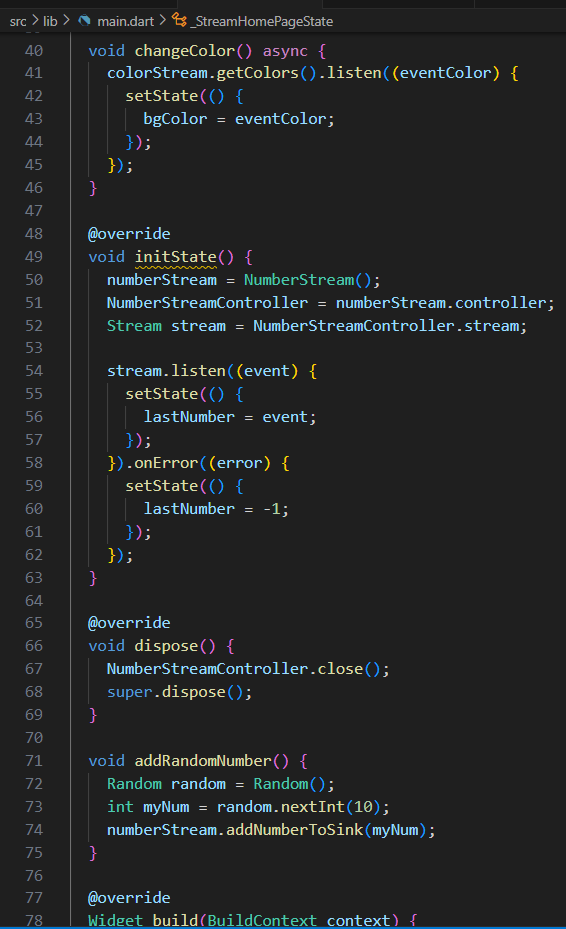 src > lib > main.dart > _StreamHomePageState
40 void changeColor() async {
41 colorStream.getColors().listen((eventColor) {
42 setState(() {
43 bgColor = eventColor;
44 });
45 });
46 }
47
48 @override
49 void initState() {
50 numberStream = NumberStream();
51 NumberStreamController = numberStream.controller;
52 Stream stream = NumberStreamController.stream;
53
54 stream.listen((event) {
55 setState(() {
56 lastNumber = event;
57 });
58 }).onError((error) {
59 setState(() {
60 lastNumber = -1;
61 });
62 });
63 }
64
65 @override
66 void dispose() {
67 NumberStreamController.close();
68 super.dispose();
69 }
70
71 void addRandomNumber() {
72 Random random = Random();
73 int myNum = random.nextInt(10);
74 numberStream.addNumberToSink(myNum);
75 }
76
77 @override
78 Widget build(BuildContext context) {